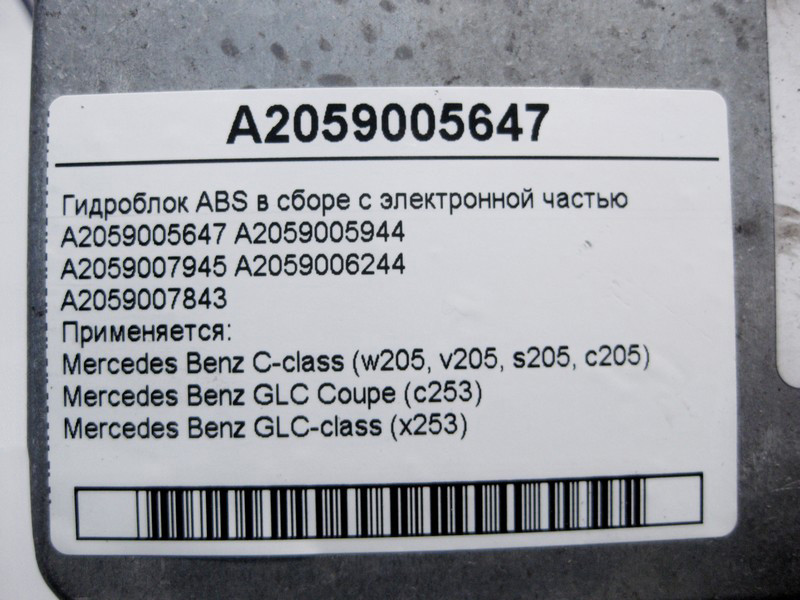 A2059005647
Гидроблок ABS в сборе с электронной частью
A2059005647 A2059005944
A2059007945 A2059006244
A2059007843
Применяется:
Mercedes Benz C-class (w205, v205, s205, c205)
Mercedes Benz GLC Coupe (c253)
Mercedes Benz GLC-class (x253)